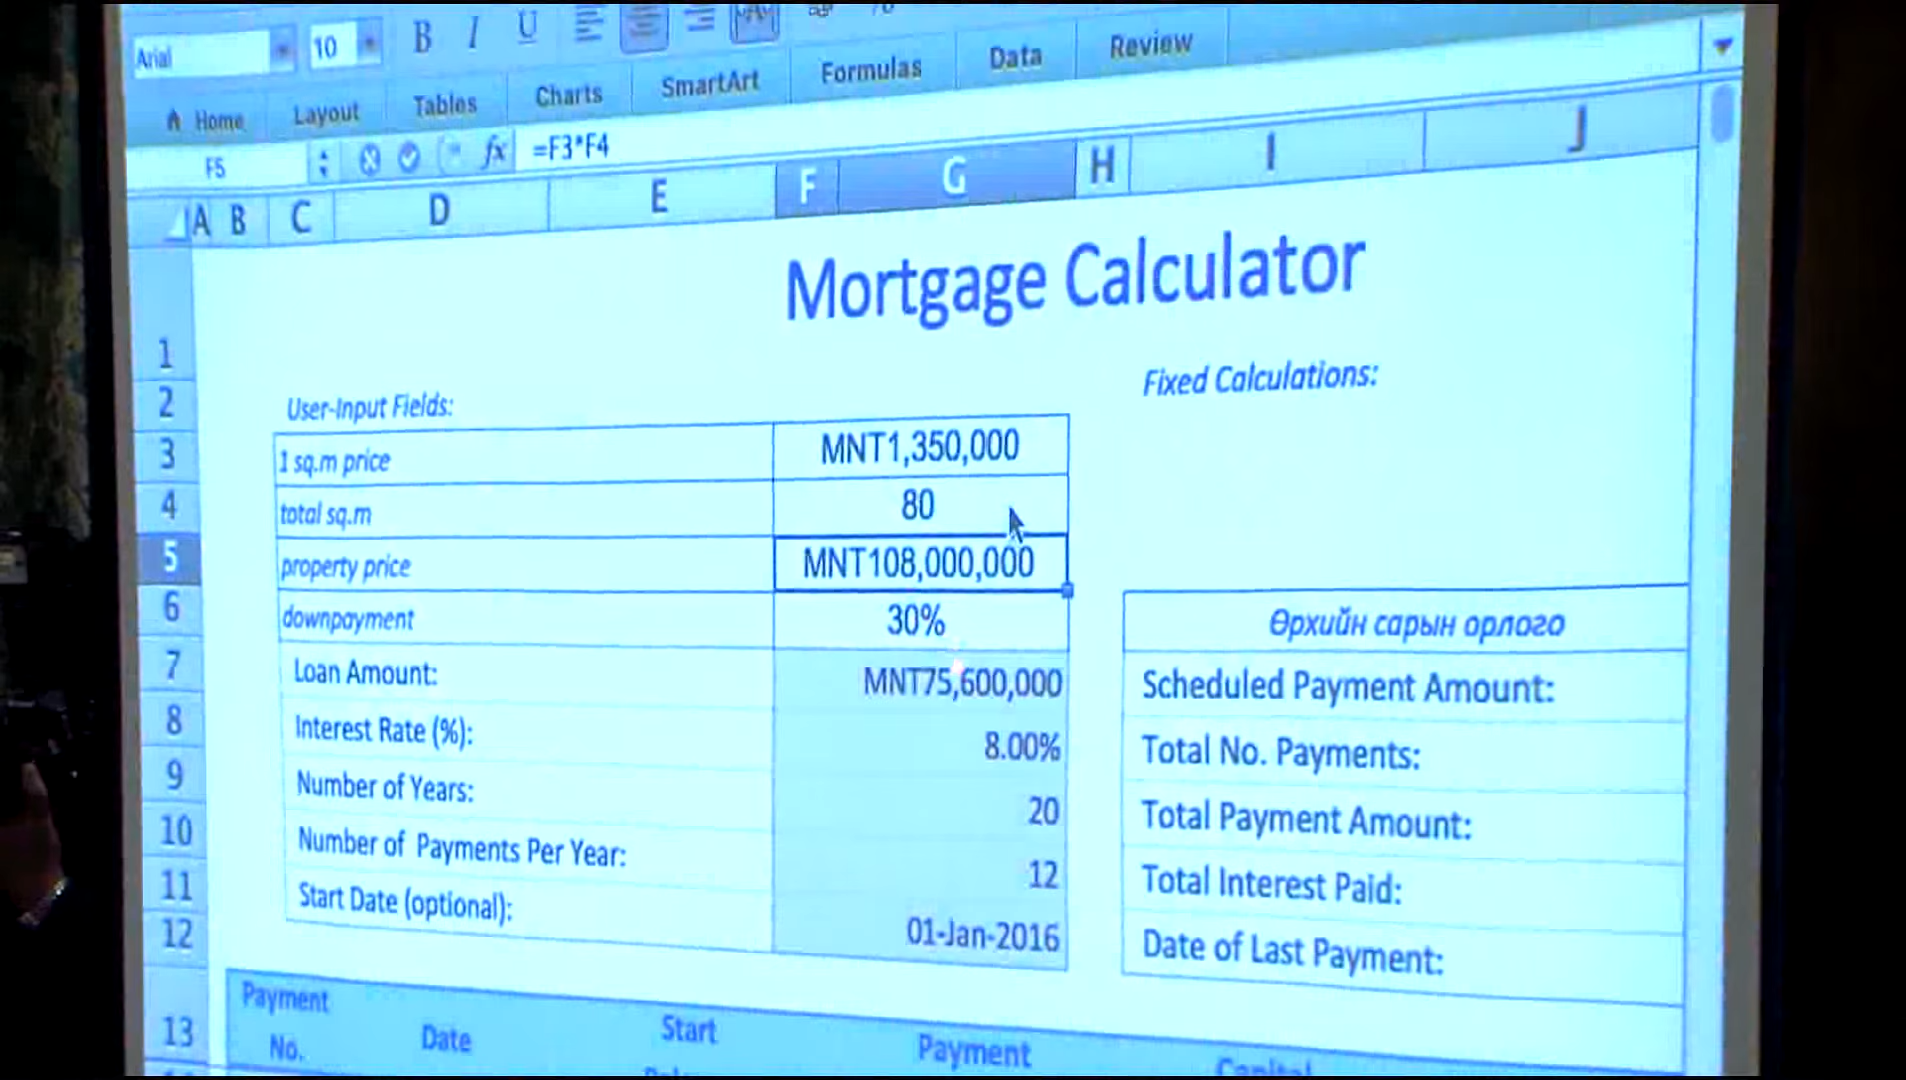 Arial 10 B I U
Home Layout Tables Charts SmartArt Formulas Data Review
F5 fx =F3*F4
A B C D E F G H I J
Mortgage Calculator
1
2 User-Input Fields: Fixed Calculations:
3 1 sq.m price MNT1,350,000
4 total sq.m 80
5 property price MNT108,000,000
6 downpayment 30% Өрхийн сарын орлого
7 Loan Amount: MNT75,600,000 Scheduled Payment Amount:
8 Interest Rate (%): 8.00% Total No. Payments:
9 Number of Years: 20 Total Payment Amount:
10 Number of Payments Per Year: 12 Total Interest Paid:
11 Start Date (optional): 01-Jan-2016 Date of Last Payment:
12
13 Payment No. Date Start Payment Capital